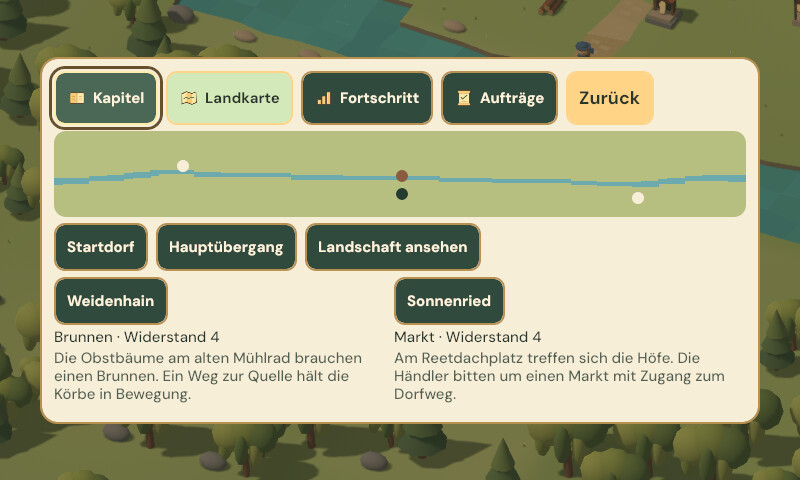 Kapitel
Landkarte
Fortschritt
Aufträge
Zurück
Startdorf
Hauptübergang
Landschaft ansehen
Weidenhain
Brunnen · Widerstand 4
Die Obstbäume am alten Mühlrad brauchen
einen Brunnen. Ein Weg zur Quelle hält die
Körbe in Bewegung.
Sonnenried
Markt · Widerstand 4
Am Reetdachplatz treffen sich die Höfe. Die
Händler bitten um einen Markt mit Zugang zum
Dorfweg.